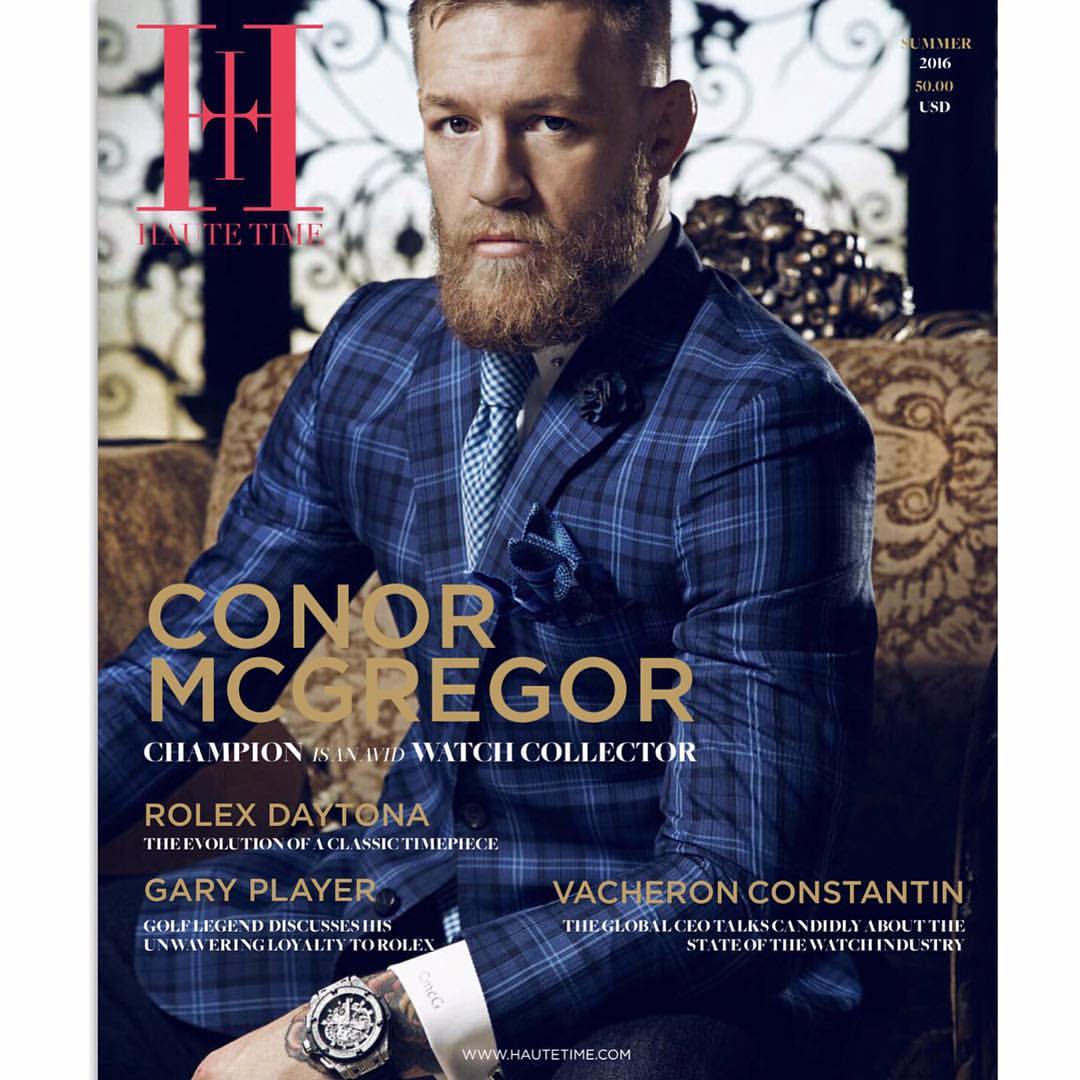 HT
HAUTE TIME
SUMMER
2016
50.00
USD
CONOR
MCGREGOR
CHAMPION IS AN AVID WATCH COLLECTOR
ROLEX DAYTONA
THE EVOLUTION OF A CLASSIC TIMEPIECE
GARY PLAYER
GOLF LEGEND DISCUSSES HIS
UNWAVERING LOYALTY TO ROLEX
VACHERON CONSTANTIN
THE GLOBAL CEO TALKS CANDIDLY ABOUT THE
STATE OF THE WATCH INDUSTRY
CMcG
WWW.HAUTETIME.COM